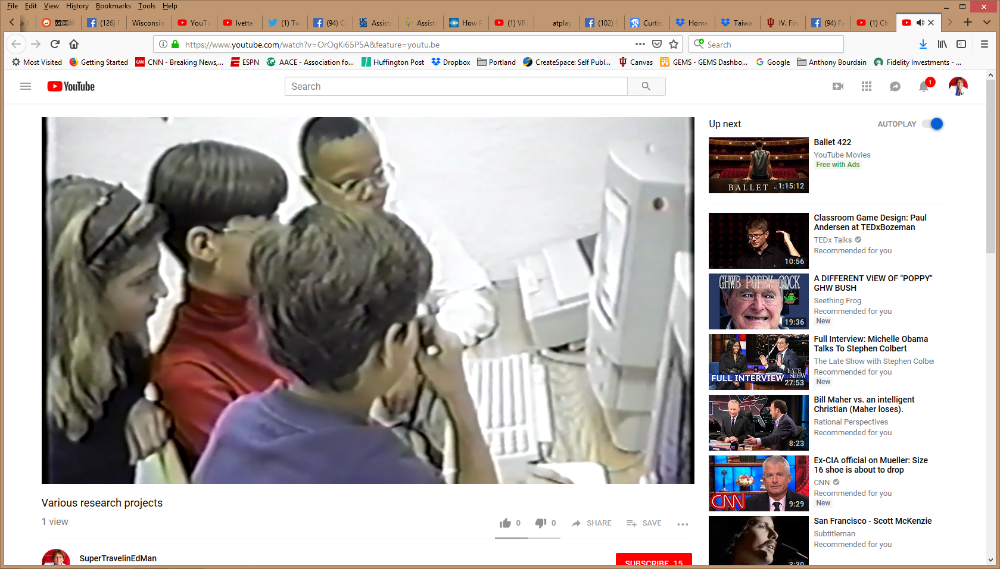 File Edit View History Bookmarks Tools Help
韓國瑜
(126) F
Wisconsin
YouTu
Ivette
(1) Tw
(94) C
Assista
Assista
How P
(1) VR
atplay
(102)
Curtis
Home
Taiwa
IV. Fin
(94) Fa
(1) Ch
https://www.youtube.com/watch?v=OrOgKi65P5A&feature=youtu.be
Search
Most Visited Getting Started CNN - Breaking News,... ESPN AACE - Association fo... Huffington Post Dropbox Portland CreateSpace: Self Publ... Canvas GEMS - GEMS Dashbo... Google Anthony Bourdain Fidelity Investments - ...
YouTube
Search
1
Up next
AUTOPLAY
BALLET 4
1:15:12
Ballet 422
YouTube Movies
Free with Ads
10:56
Classroom Game Design: Paul
Andersen at TEDxBozeman
TEDx Talks
Recommended for you
GHWB POPPY COCK
19:36
A DIFFERENT VIEW OF "POPPY"
GHW BUSH
Seething Frog
Recommended for you
New
LATE
SHOW
FULL INTERVIEW
27:53
Full Interview: Michelle Obama
Talks To Stephen Colbert
The Late Show with Stephen Colber
Recommended for you
New
8:23
Bill Maher vs. an intelligent
Christian (Maher loses).
Rational Perspectives
Recommended for you
CNN
9:29
Ex-CIA official on Mueller: Size
16 shoe is about to drop
CNN
Recommended for you
New
3:30
San Francisco - Scott McKenzie
Subtitleman
Recommended for you
Various research projects
1 view
0
0
SHARE
SAVE
SuperTravelinEdMan
SUBSCRIBE 15